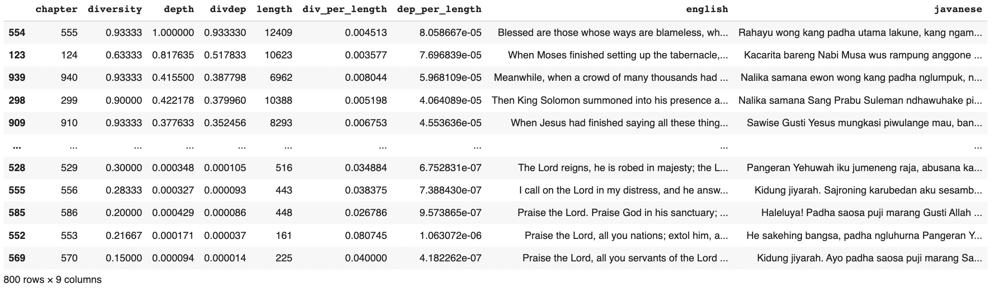 chapter diversity depth divdep length div_per_length dep_per_length english javanese
554 555 0.93333 1.000000 0.933330 12409 0.004513 8.058667e-05 Blessed are those whose ways are blameless, wh... Rahayu wong kang padha utama lakune, kang ngam...
123 124 0.63333 0.817635 0.517833 10623 0.003577 7.696839e-05 When Moses finished setting up the tabernacle,... Kacarita bareng Nabi Musa wus rampung anggone ...
939 940 0.93333 0.415500 0.387798 6962 0.008044 5.968109e-05 Meanwhile, when a crowd of many thousands had ... Nalika samana ewon wong kang padha nglumpuk, n...
298 299 0.90000 0.422178 0.379960 10388 0.005198 4.064089e-05 Then King Solomon summoned into his presence a... Nalika samana Sang Prabu Suleman ndhawuhake pi...
909 910 0.93333 0.377633 0.352456 8293 0.006753 4.553636e-05 When Jesus had finished saying all these thing... Sawise Gusti Yesus mungkasi piwulange mau, ban...
... ... ... ... ... ... ... ... ... ...
528 529 0.30000 0.000348 0.000105 516 0.034884 6.752831e-07 The Lord reigns, he is robed in majesty; the L... Pangeran Yehuwah iku jumeneng raja, abusana ka...
555 556 0.28333 0.000327 0.000093 443 0.038375 7.388430e-07 I call on the Lord in my distress, and he answ... Kidung jiyarah. Sajroning karubedan aku sesamb...
585 586 0.20000 0.000429 0.000086 448 0.026786 9.573865e-07 Praise the Lord. Praise God in his sanctuary; ... Haleluya! Padha saosa puji marang Gusti Allah ...
552 553 0.21667 0.000171 0.000037 161 0.080745 1.063072e-06 Praise the Lord, all you nations; extol him, a... He sakehing bangsa, padha ngluhurna Pangeran Y...
569 570 0.15000 0.000094 0.000014 225 0.040000 4.182262e-07 Praise the Lord, all you servants of the Lord ... Kidung jiyarah. Ayo padha saosa puji marang Sa...
800 rows × 9 columns